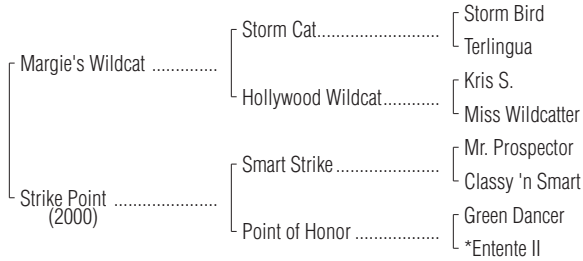 Storm Bird
Storm Cat..............................
Terlingua
Margie's Wildcat .............
Kris S.
Hollywood Wildcat............
Miss Wildcatter
Mr. Prospector
Smart Strike ......................
Classy 'n Smart
Strike Point .....................
(2000)
Green Dancer
Point of Honor ..................
*Entente II